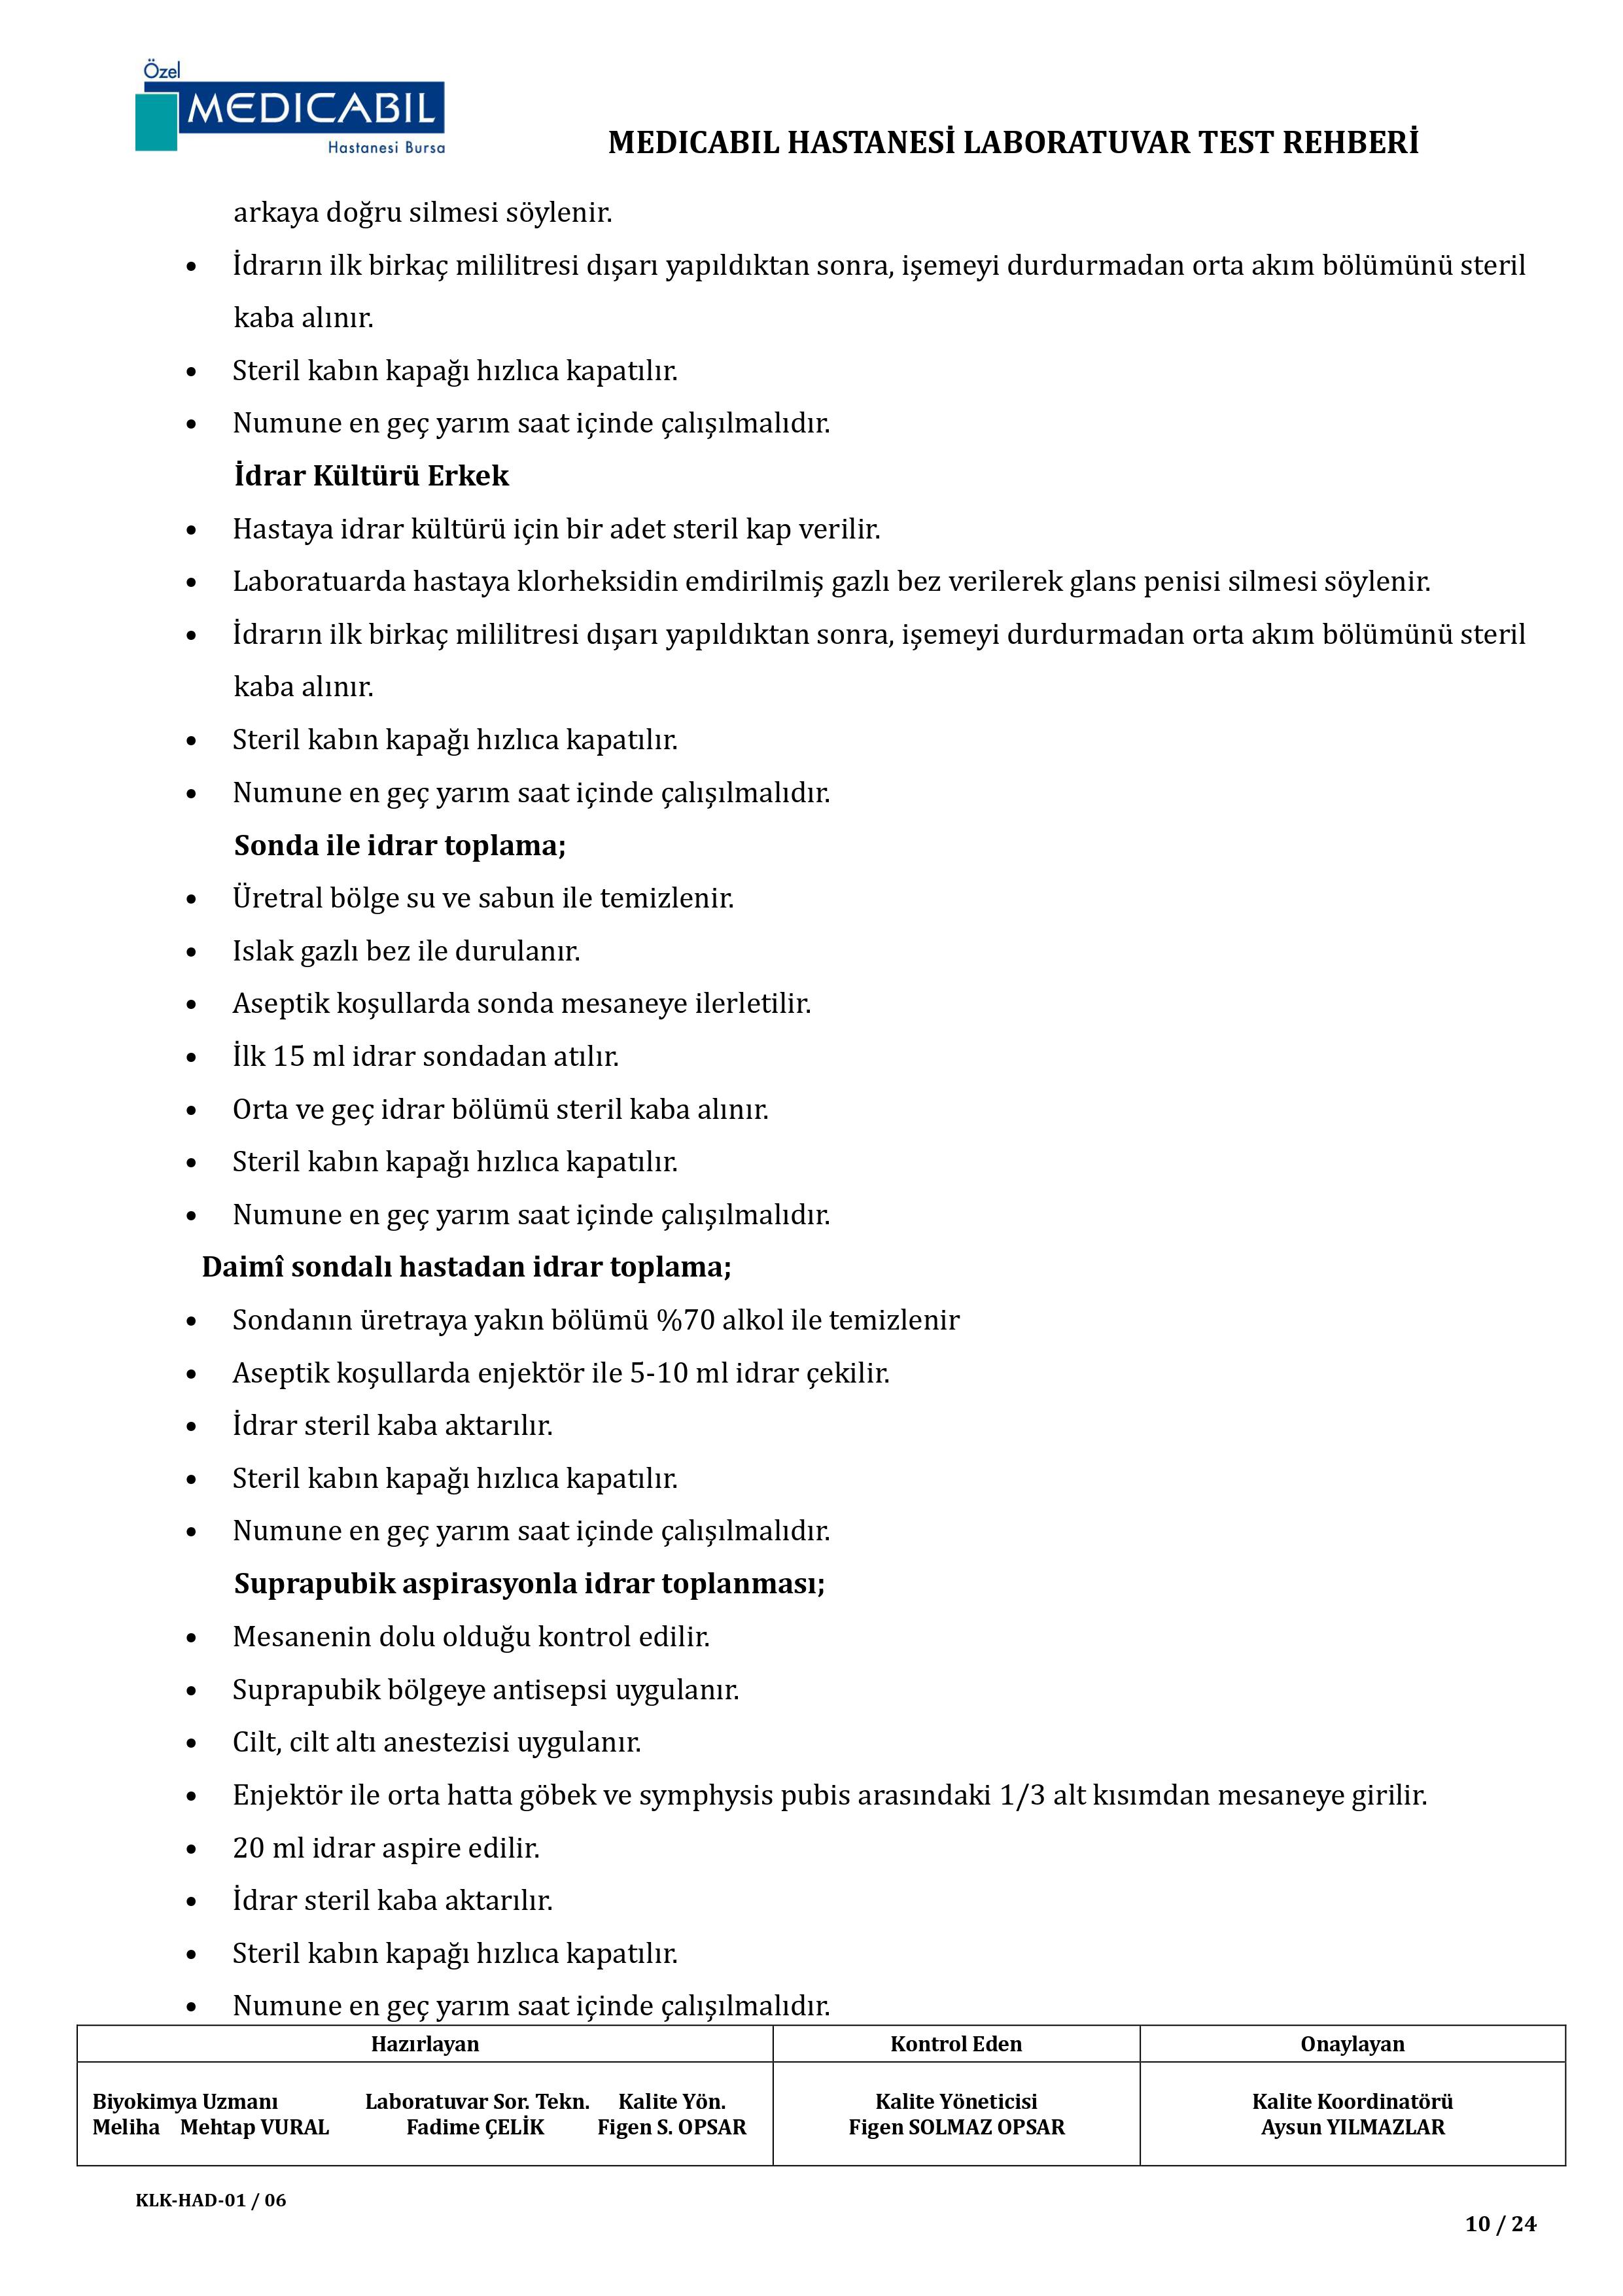 Özel
MEDICABIL
Hastanesi Bursa
MEDICABIL HASTANESİ LABORATUVAR TEST REHBERİ
arkaya doğru silmesi söylenir.
• İdrarın ilk birkaç mililitresi dışarı yapıldıktan sonra, işemeyi durdurmadan orta akım bölümünü steril
kaba alınır.
• Steril kabın kapağı hızlıca kapatılır.
• Numune en geç yarım saat içinde çalışılmalıdır.
İdrar Kültürü Erkek
• Hastaya idrar kültürü için bir adet steril kap verilir.
• Laboratuarda hastaya klorheksidin emdirilmiş gazlı bez verilerek glans penisi silmesi söylenir.
• İdrarın ilk birkaç mililitresi dışarı yapıldıktan sonra, işemeyi durdurmadan orta akım bölümünü steril
kaba alınır.
• Steril kabın kapağı hızlıca kapatılır.
• Numune en geç yarım saat içinde çalışılmalıdır.
Sonda ile idrar toplama;
• Üretral bölge su ve sabun ile temizlenir.
• Islak gazlı bez ile durulanır.
• Aseptik koşullarda sonda mesaneye ilerletilir.
• İlk 15 ml idrar sondadan atılır.
• Orta ve geç idrar bölümü steril kaba alınır.
• Steril kabın kapağı hızlıca kapatılır.
• Numune en geç yarım saat içinde çalışılmalıdır.
Daimî sondalı hastadan idrar toplama;
• Sondanın üretraya yakın bölümü %70 alkol ile temizlenir
• Aseptik koşullarda enjektör ile 5-10 ml idrar çekilir.
• İdrar steril kaba aktarılır.
• Steril kabın kapağı hızlıca kapatılır.
• Numune en geç yarım saat içinde çalışılmalıdır.
Suprapubik aspirasyonla idrar toplanması;
• Mesanenin dolu olduğu kontrol edilir.
• Suprapubik bölgeye antisepsi uygulanır.
• Cilt, cilt altı anestezisi uygulanır.
• Enjektör ile orta hatta göbek ve symphysis pubis arasındaki 1/3 alt kısımdan mesaneye girilir.
• 20 ml idrar aspire edilir.
• İdrar steril kaba aktarılır.
• Steril kabın kapağı hızlıca kapatılır.
• Numune en geç yarım saat içinde çalışılmalıdır.
Hazırlayan Kontrol Eden Onaylayan
Biyokimya Uzmanı Laboratuvar Sor. Tekn. Kalite Yön. Kalite Yöneticisi Kalite Koordinatörü
Meliha Mehtap VURAL Fadime ÇELİK Figen S. OPSAR Figen SOLMAZ OPSAR Aysun YILMAZLAR
KLK-HAD-01 / 06
10 / 24